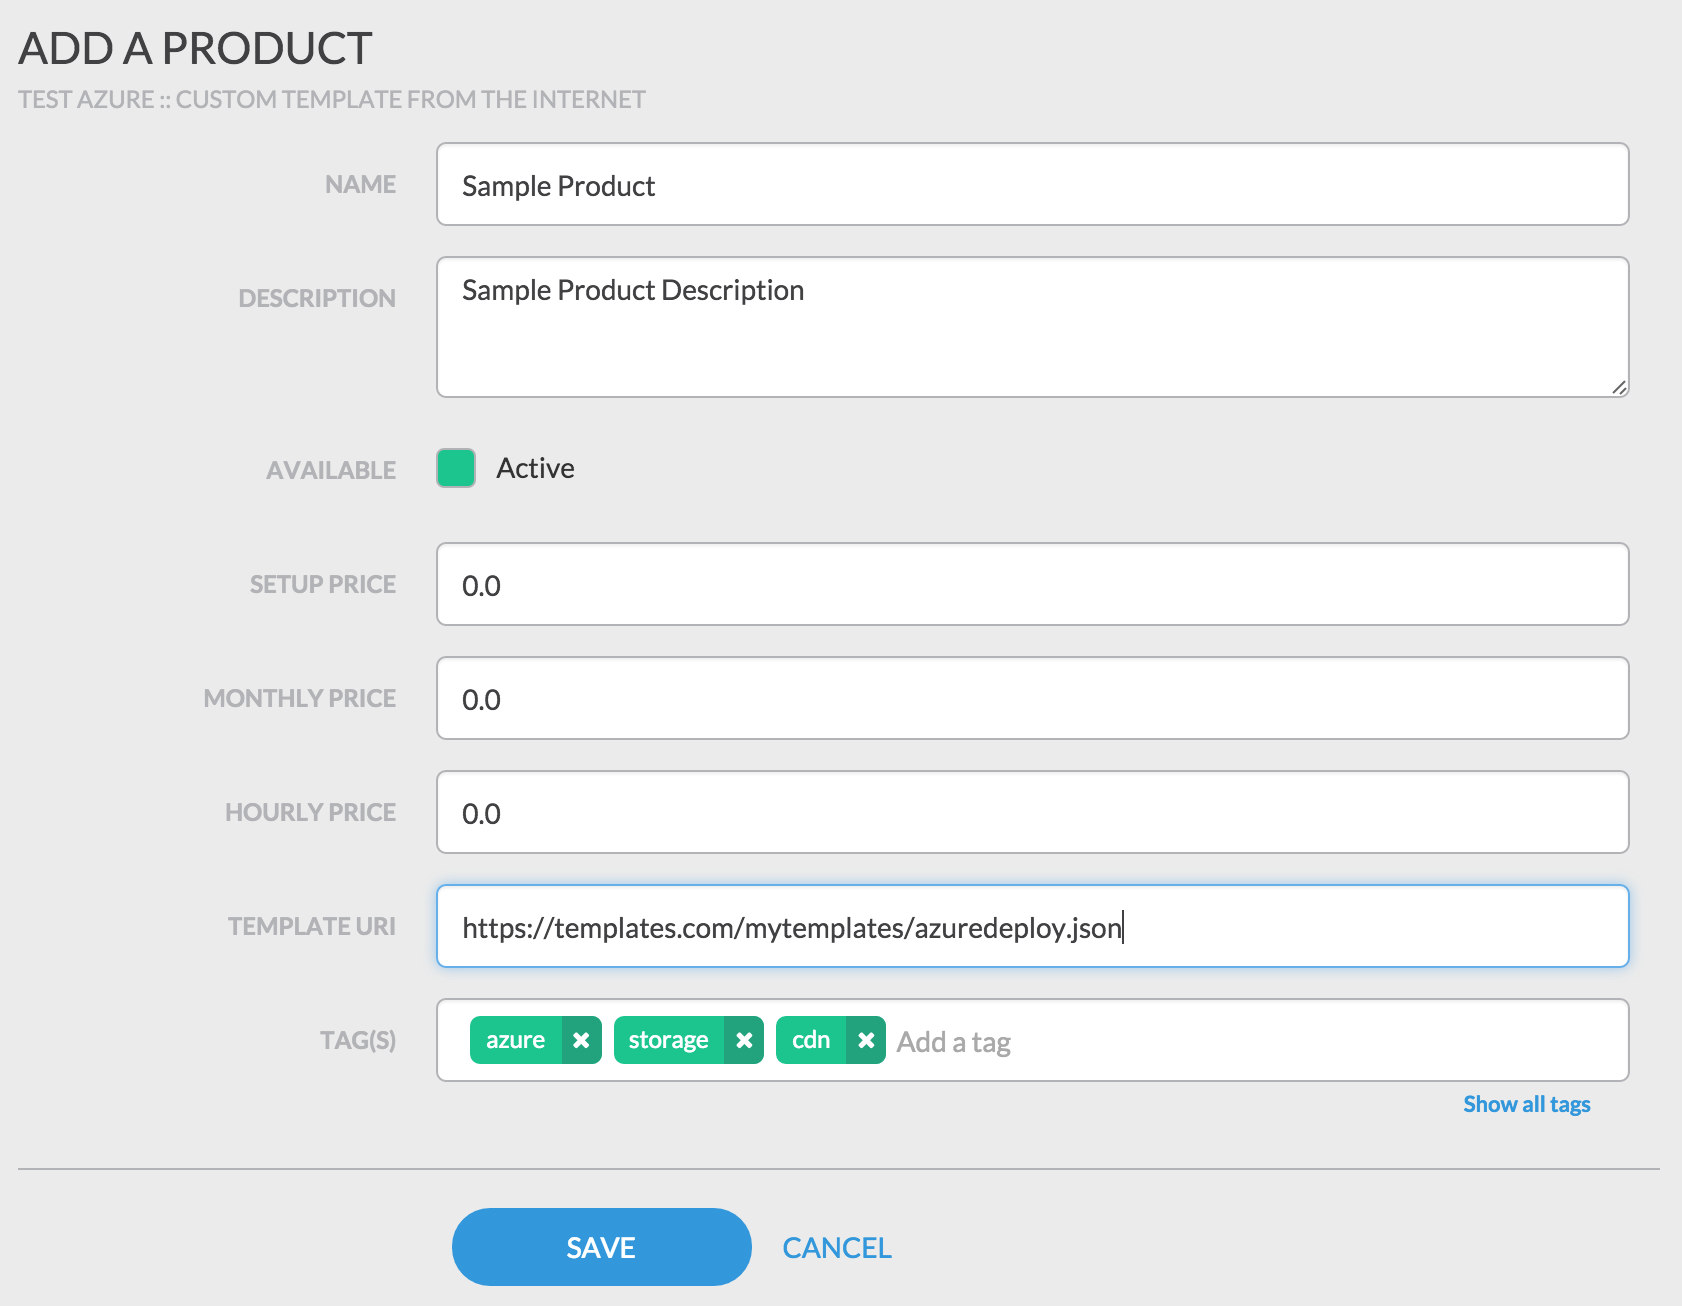 ADD A PRODUCT
TEST AZURE :: CUSTOM TEMPLATE FROM THE INTERNET
NAME Sample Product
DESCRIPTION Sample Product Description
AVAILABLE Active
SETUP PRICE 0.0
MONTHLY PRICE 0.0
HOURLY PRICE 0.0
TEMPLATE URI https://templates.com/mytemplates/azuredeploy.json
TAG(S) azure storage cdn Add a tag
Show all tags
SAVE CANCEL